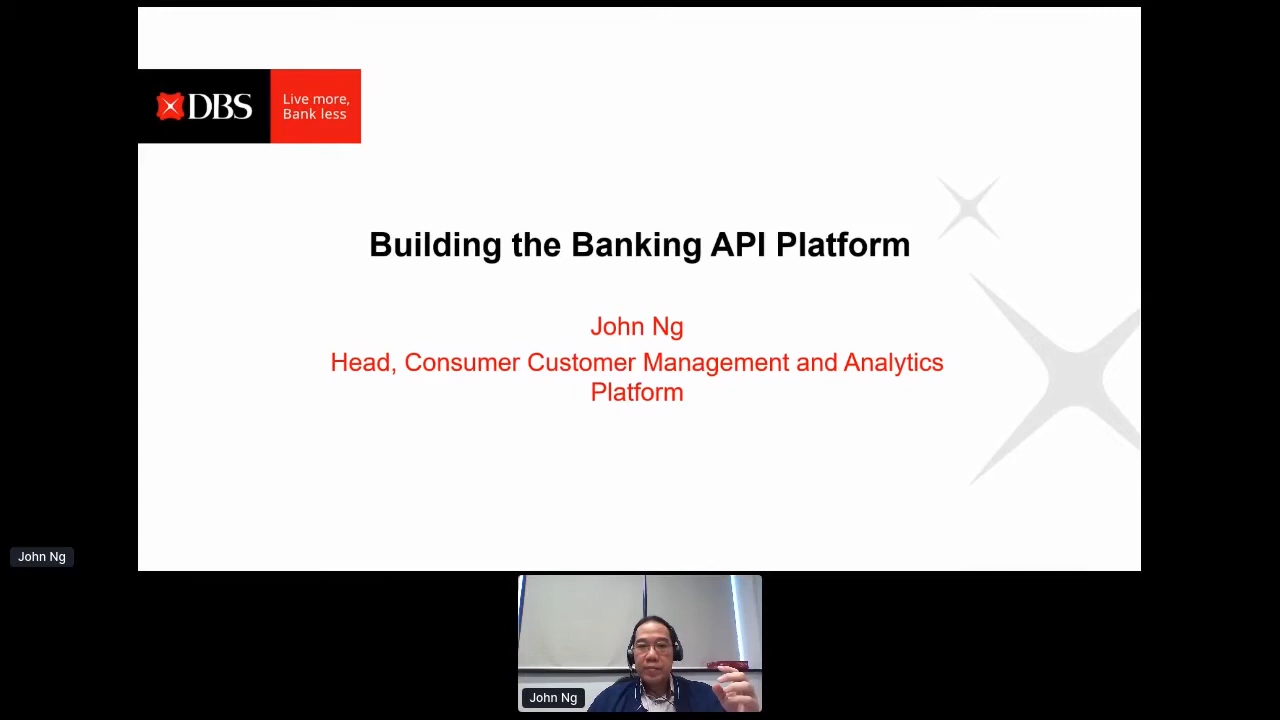 DBS
Live more,
Bank less
Building the Banking API Platform
John Ng
Head, Consumer Customer Management and Analytics
Platform
John Ng
John Ng